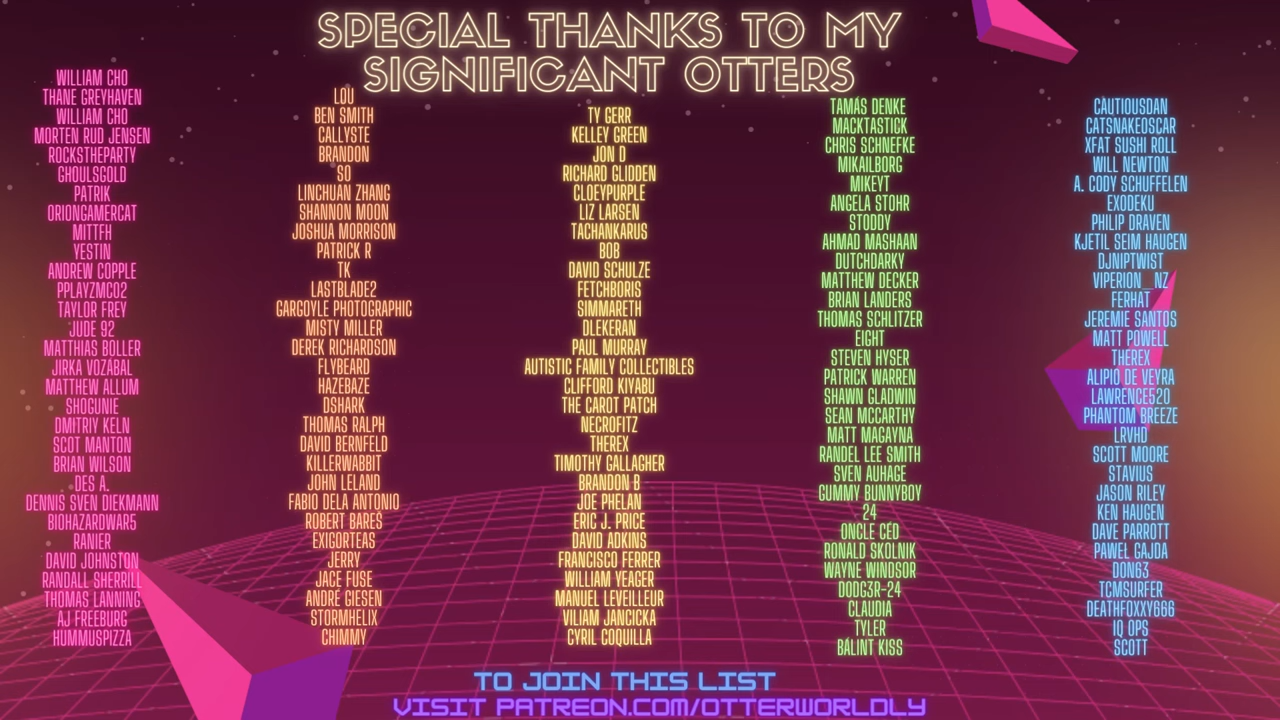 SPECIAL THANKS TO MY
SIGNIFICANT OTTERS
WILLIAM CHO
THANE GREYHAVEN
WILLIAM CHO
MORTEN RUD JENSEN
ROCKSTHEPARTY
GHOULSGOLD
PATRIK
ORIONGAMERCAT
MITTFH
YESTIN
ANDREW COPPLE
PPLAYZMC02
TAYLOR FREY
JUDE 92
MATTHIAS BÖLLER
JIRKA VOZÁBAL
MATTHEW ALLUM
SHOGUNIE
DMITRIY KELN
SCOT MANTON
BRIAN WILSON
DES A.
DENNIS SVEN DIEKMANN
BIOHAZARDWAR5
RANIER
DAVID JOHNSTON
RANDALL SHERRILL
THOMAS LANNING
AJ FREEBURG
HUMMUSPIZZA
LOU
BEN SMITH
CALLYSTE
BRANDON
SO
LINCHUAN ZHANG
SHANNON MOON
JOSHUA MORRISON
PATRICK R
TK
LASTBLADE2
GARGOYLE PHOTOGRAPHIC
MISTY MILLER
DEREK RICHARDSON
FLYBEARD
HAZEBAZE
DSHARK
THOMAS RALPH
DAVID BERNFELD
KILLERWABBIT
JOHN LELAND
FABIO DELA ANTONIO
ROBERT BAREŠ
EXIGORTEAS
JERRY
JACE FUSE
ANDRÉ GIESEN
STORMHELIX
CHIMMY
TY GERR
KELLEY GREEN
JON D
RICHARD GLIDDEN
CLOEYPURPLE
LIZ LARSEN
TACHANKARUS
BOB
DAVID SCHULZE
FETCHBORIS
SIMMARETH
DLEKERAN
PAUL MURRAY
AUTISTIC FAMILY COLLECTIBLES
CLIFFORD KIYABU
THE CAROT PATCH
NECROFITZ
THEREX
TIMOTHY GALLAGHER
BRANDON B
JOE PHELAN
ERIC J. PRICE
DAVID ADKINS
FRANCISCO FERRER
WILLIAM YEAGER
MANUEL LEVEILLEUR
VILIAM JANCICKA
CYRIL COQUILLA
TAMÁS DENKE
MACKTASTICK
CHRIS SCHNEFKE
MIKAILBORG
MIKEYT
ANGELA STOHR
STODDY
AHMAD MASHAAN
DUTCHDARKY
MATTHEW DECKER
BRIAN LANDERS
THOMAS SCHLITZER
EIGHT
STEVEN HYSER
PATRICK WARREN
SHAWN GLADWIN
SEAN MCCARTHY
MATT MAGAYNA
RANDEL LEE SMITH
SVEN AUHAGE
GUMMY BUNNYBOY
24
ONCLE CED
RONALD SKOLNIK
WAYNE WINDSOR
DODG3R-24
CLAUDIA
TYLER
BÁLINT KISS
CAUTIOUSDAN
CATSNAKEOSCAR
XFAT SUSHI ROLL
WILL NEWTON
A. CODY SCHUFFELEN
EXODEKU
PHILIP DRAVEN
KJETIL SEIM HAUGEN
DJNIPTWIST
VIPERION_NZ
FERHAT
JEREMIE SANTOS
MATT POWELL
THEREX
ALIPIO DE VEYRA
LAWRENCE520
PHANTOM BREEZE
LRVHD
SCOTT MOORE
STAVIUS
JASON RILEY
KEN HAUGEN
DAVE PARROTT
PAWEL GAJDA
DON63
TCMSURFER
DEATHFOXXY666
IQ OPS
SCOTT
TO JOIN THIS LIST
VISIT PATREON.COM/OTTERWORLDLY